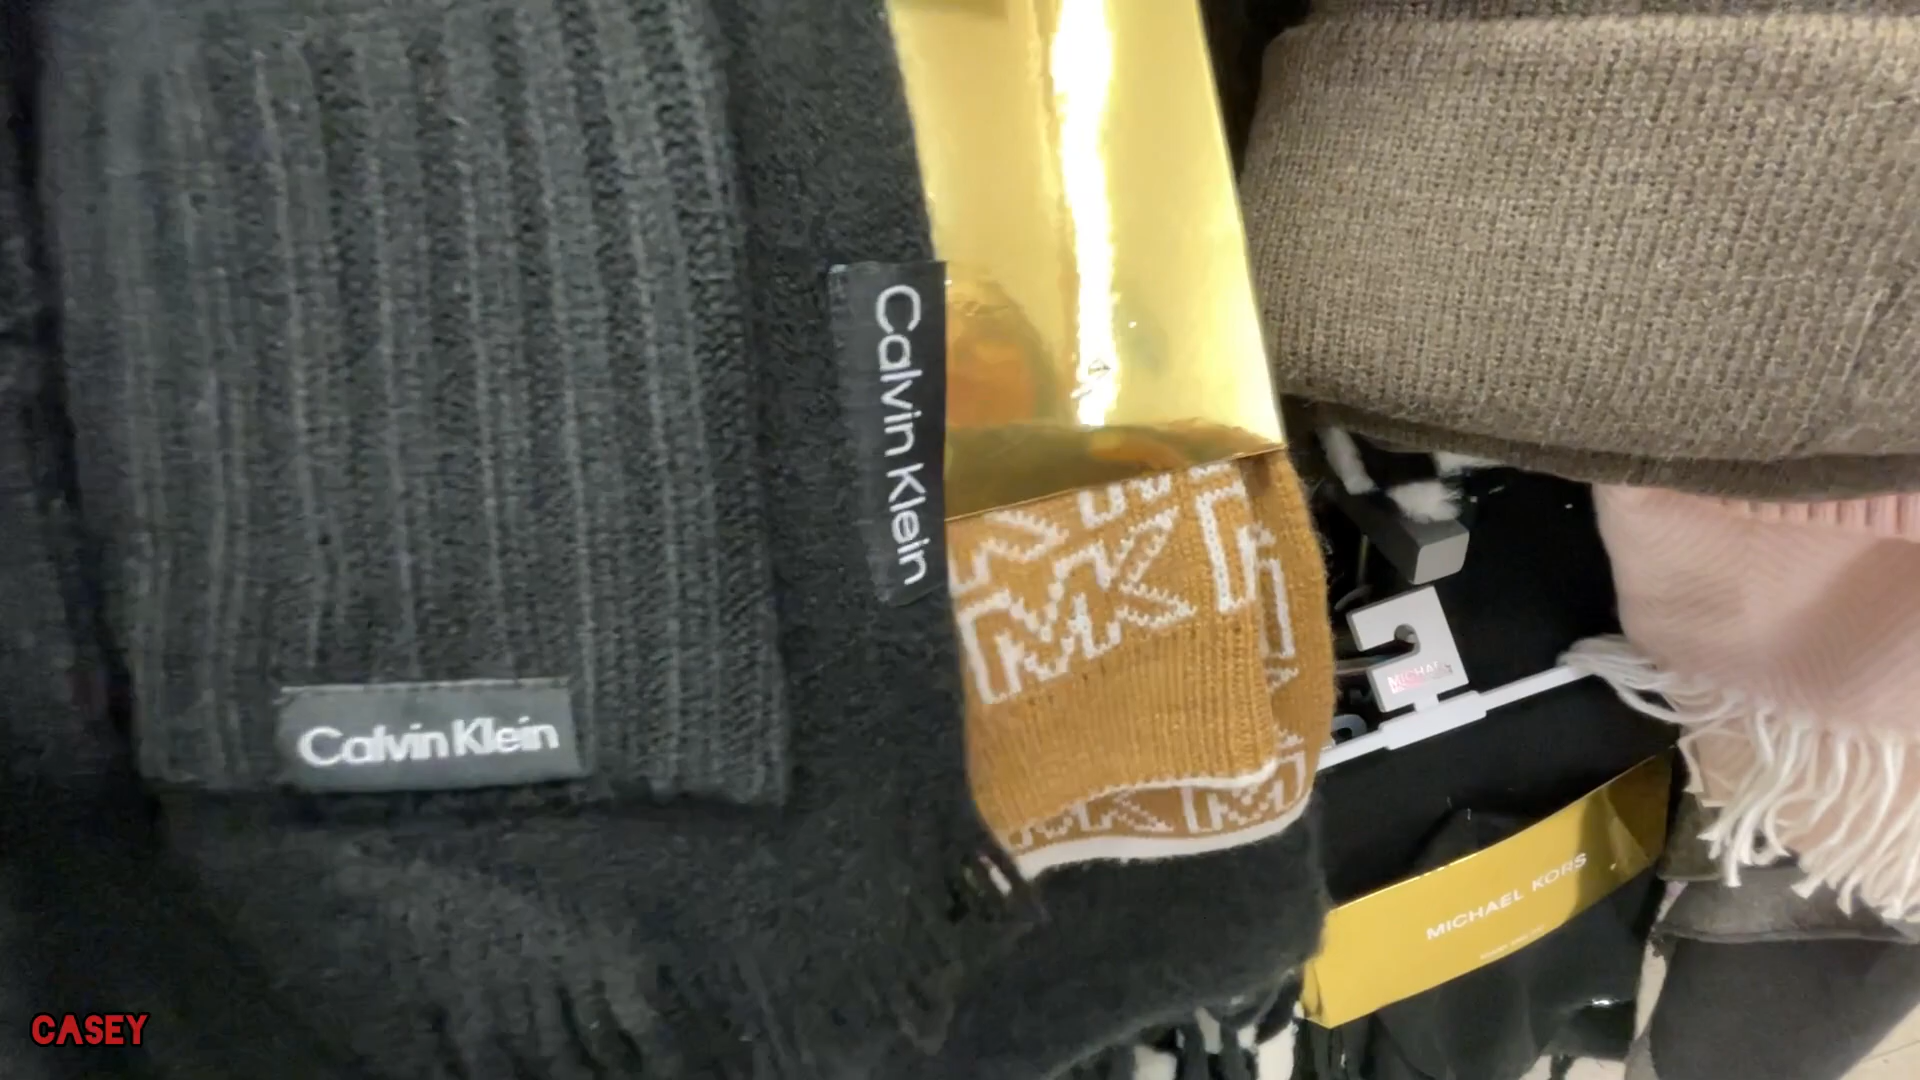 Calvin Klein
Calvin Klein
MK
MICHAEL KORS
CASEY